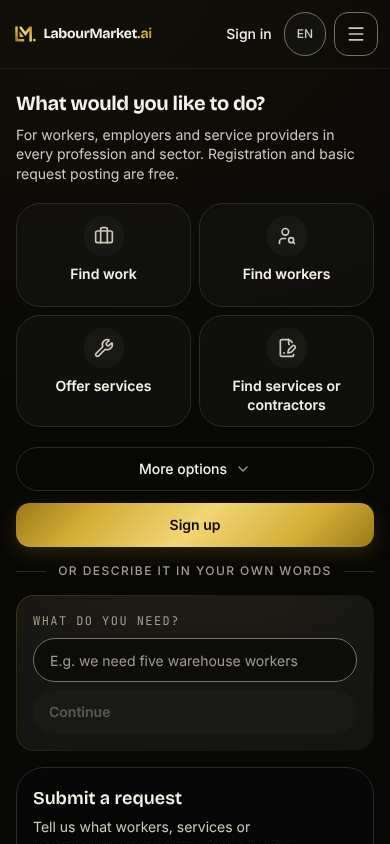 LM. LabourMarket.ai
Sign in
EN
What would you like to do?
For workers, employers and service providers in
every profession and sector. Registration and basic
request posting are free.
Find work
Find workers
Offer services
Find services or
contractors
More options
Sign up
OR DESCRIBE IT IN YOUR OWN WORDS
WHAT DO YOU NEED?
E.g. we need five warehouse workers
Continue
Submit a request
Tell us what workers, services or